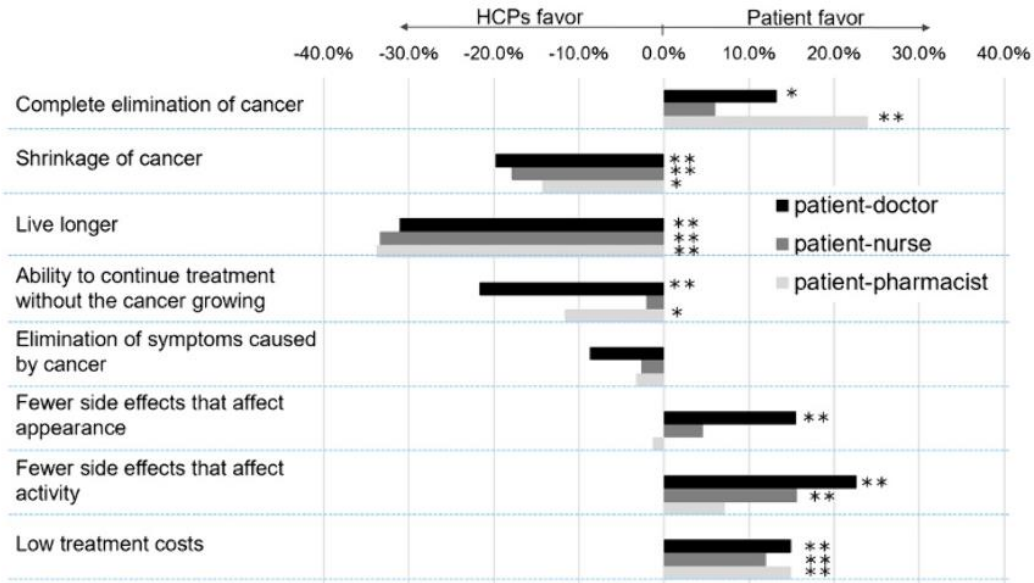 HCPs favor Patient favor
-40.0% -30.0% -20.0% -10.0% 0.0% 10.0% 20.0% 30.0% 40.0%
Complete elimination of cancer *
**
Shrinkage of cancer **
**
*
patient-doctor
Live longer **
patient-nurse
**
**
Ability to continue treatment
without the cancer growing **
patient-pharmacist
*
Elimination of symptoms caused
by cancer
Fewer side effects that affect
appearance **
Fewer side effects that affect
activity **
**
Low treatment costs **
**
**